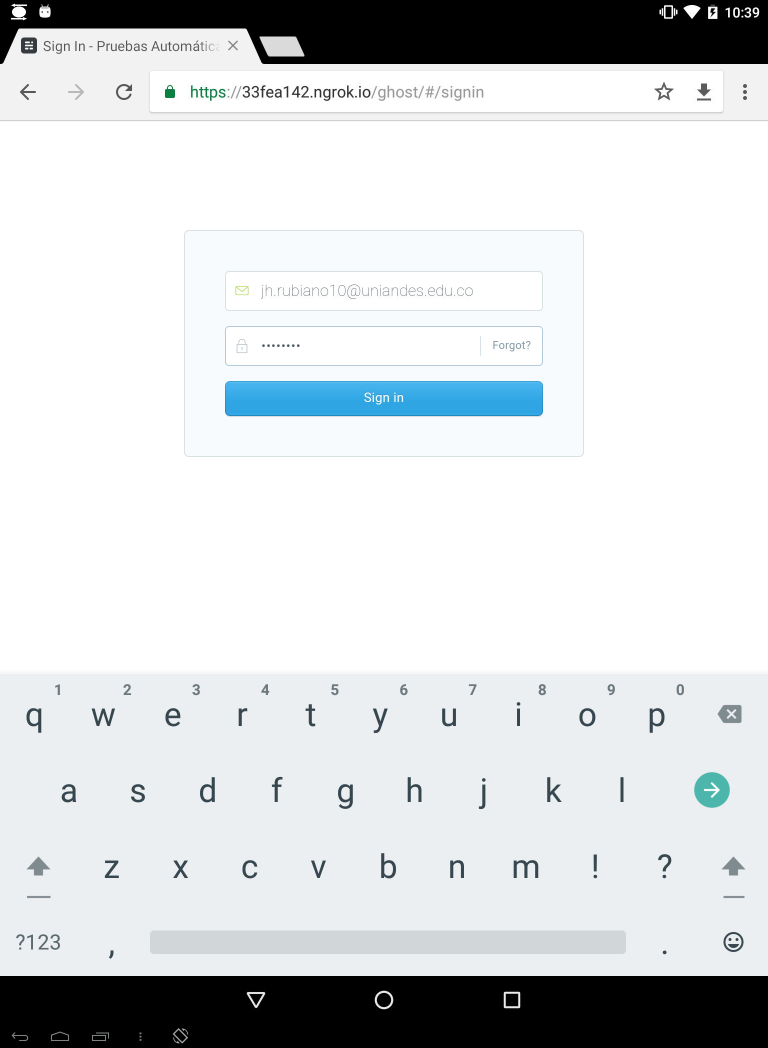 10:39
Sign In - Pruebas Automática
https://33fea142.ngrok.io/ghost/#/signin
jh.rubiano10@uniandes.edu.co
•••••••• Forgot?
Sign in
1 2 3 4 5 6 7 8 9 0
q w e r t y u i o p
a s d f g h j k l
z x c v b n m ! ?
?123 , .